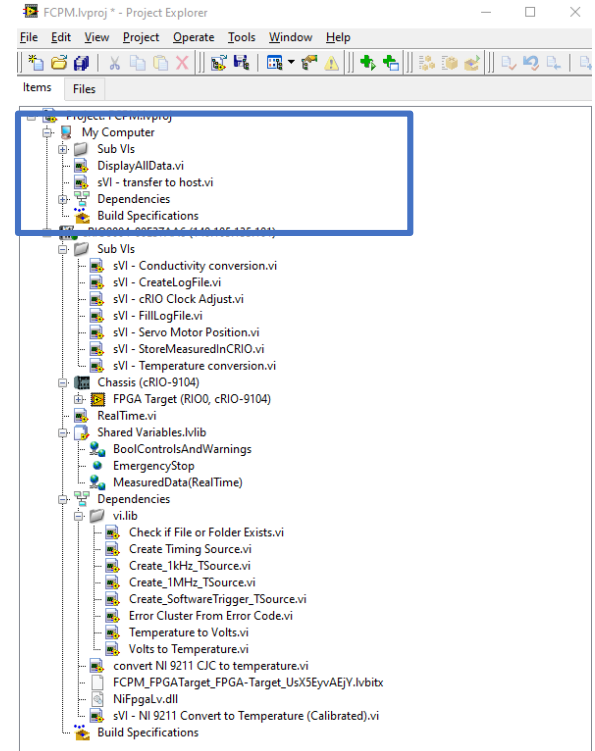 FCPM.lvproj * - Project Explorer
File Edit View Project Operate Tools Window Help
Items Files
Project: FCPM.lvproj
My Computer
Sub VIs
DisplayAllData.vi
sVI - transfer to host.vi
Dependencies
Build Specifications
Sub VIs
sVI - Conductivity conversion.vi
sVI - CreateLogFile.vi
sVI - cRIO Clock Adjust.vi
sVI - FillLogFile.vi
sVI - Servo Motor Position.vi
sVI - StoreMeasuredInCRIO.vi
sVI - Temperature conversion.vi
Chassis (cRIO-9104)
FPGA Target (RIO0, cRIO-9104)
RealTime.vi
Shared Variables.lvlib
BoolControlsAndWarnings
EmergencyStop
MeasuredData(RealTime)
Dependencies
vi.lib
Check if File or Folder Exists.vi
Create Timing Source.vi
Create_1kHz_TSource.vi
Create_1MHz_TSource.vi
Create_SoftwareTrigger_TSource.vi
Error Cluster From Error Code.vi
Temperature to Volts.vi
Volts to Temperature.vi
convert NI 9211 CJC to temperature.vi
FCPM_FPGATarget_FPGA-Target_UsX5EyvAEjY.lvbitx
NiFpgaLv.dll
sVI - NI 9211 Convert to Temperature (Calibrated).vi
Build Specifications